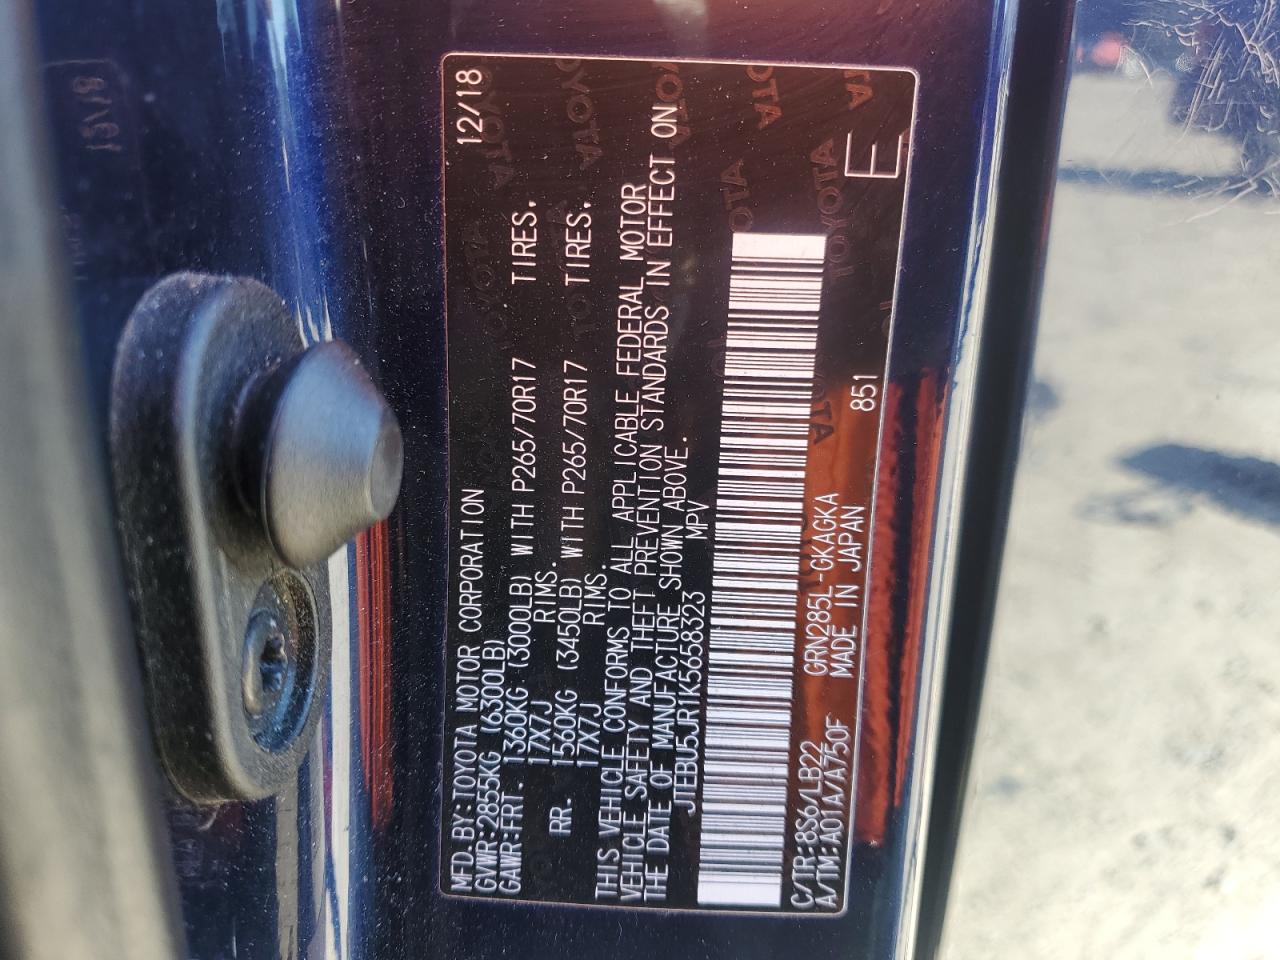 MFD.BY:TOYOTA MOTOR CORPORATION 12/18
GVWR:2855KG (6300LB)
GAWR:FRT. 1360KG (3000LB) WITH P265/70R17 TIRES.
17X7J RIMS.
RR. 1560KG (3450LB) WITH P265/70R17 TIRES.
17X7J RIMS.
THIS VEHICLE CONFORMS TO ALL APPLICABLE FEDERAL MOTOR
VEHICLE SAFETY AND THEFT PREVENTION STANDARDS IN EFFECT ON
THE DATE OF MANUFACTURE SHOWN ABOVE.
JTEBU5JR1K5658323 MPV
C/TR:8S6/LB22 GRN285L-GKAGKA 851
A/TM:A01A/A750F MADE IN JAPAN
E
TOYOTA